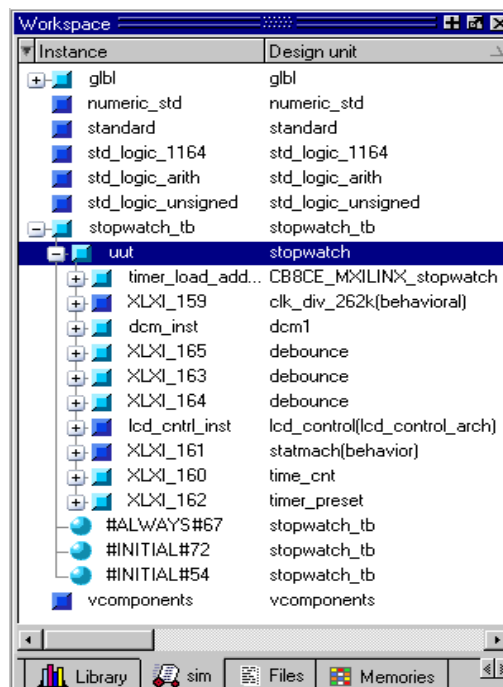 Workspace
Instance Design unit
glbl glbl
numeric_std numeric_std
standard standard
std_logic_1164 std_logic_1164
std_logic_arith std_logic_arith
std_logic_unsigned std_logic_unsigned
stopwatch_tb stopwatch_tb
uut stopwatch
timer_load_add... CB8CE_MXILINX_stopwatch
XLXI_159 clk_div_262k(behavioral)
dcm_inst dcm1
XLXI_165 debounce
XLXI_163 debounce
XLXI_164 debounce
lcd_cntrl_inst lcd_control(lcd_control_arch)
XLXI_161 statmach(behavior)
XLXI_160 time_cnt
XLXI_162 timer_preset
#ALWAYS#67 stopwatch_tb
#INITIAL#72 stopwatch_tb
#INITIAL#54 stopwatch_tb
vcomponents vcomponents
Library sim Files Memories